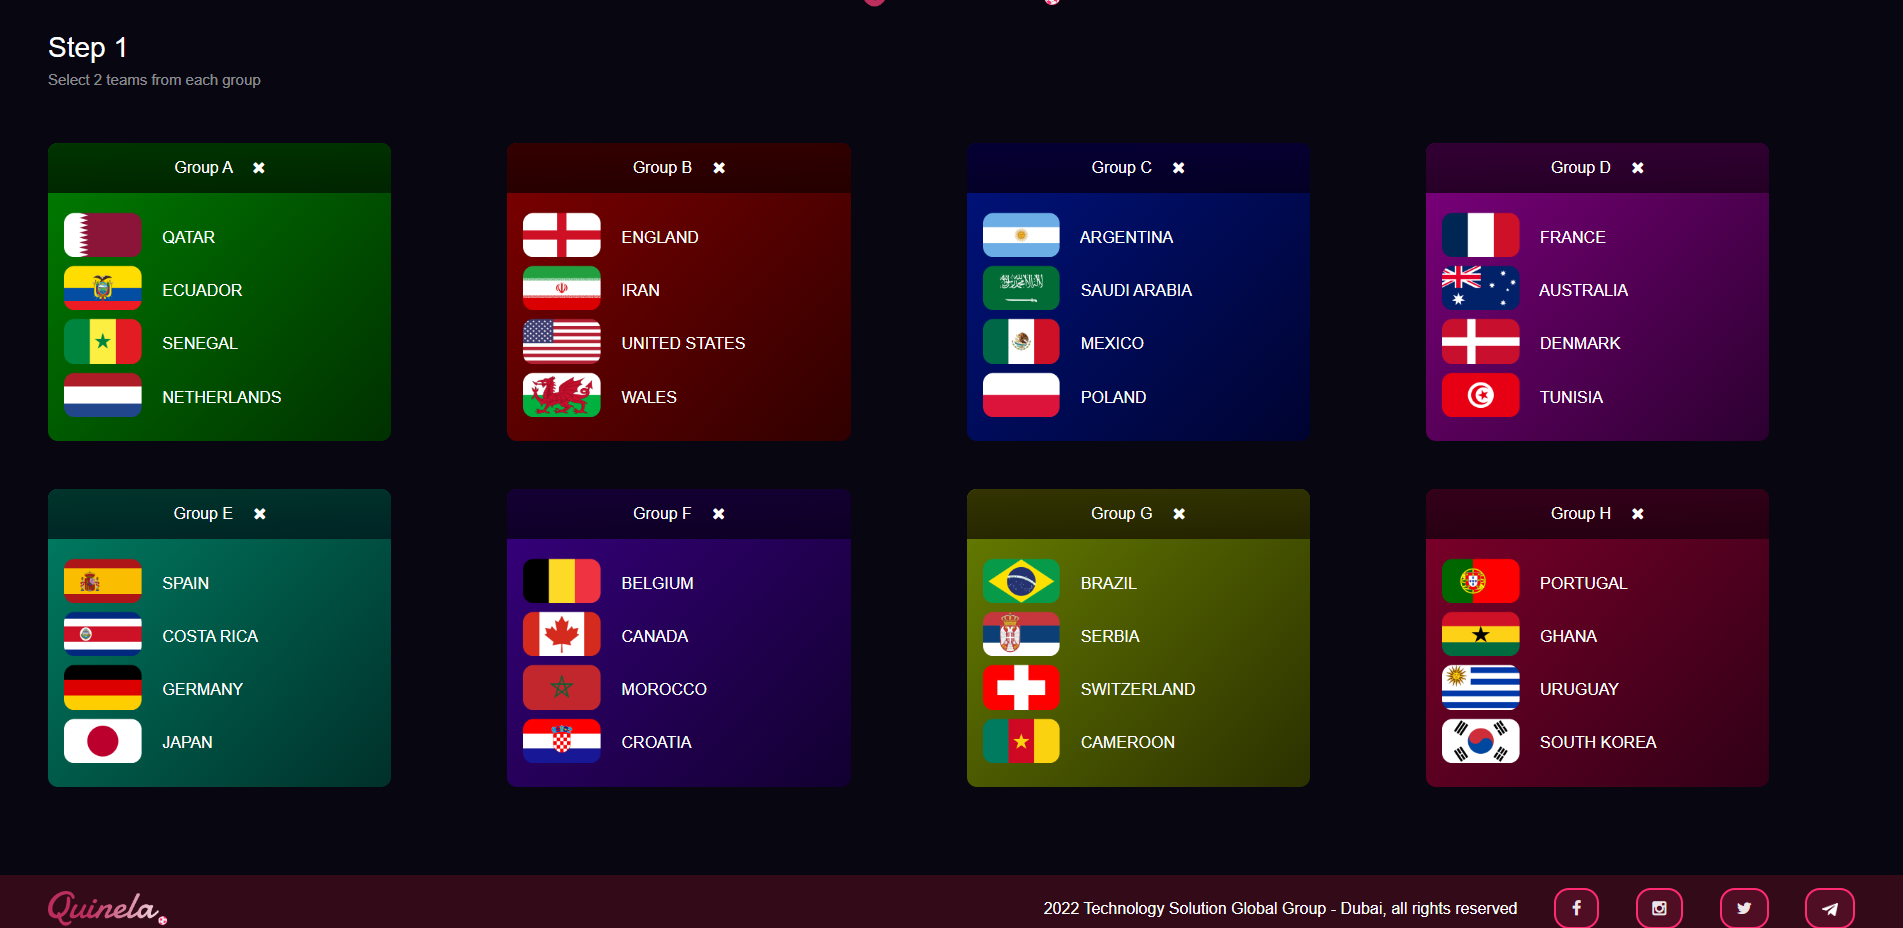 Step 1
Select 2 teams from each group
Group A ✖
QATAR
ECUADOR
SENEGAL
NETHERLANDS
Group B ✖
ENGLAND
IRAN
UNITED STATES
WALES
Group C ✖
ARGENTINA
SAUDI ARABIA
MEXICO
POLAND
Group D ✖
FRANCE
AUSTRALIA
DENMARK
TUNISIA
Group E ✖
SPAIN
COSTA RICA
GERMANY
JAPAN
Group F ✖
BELGIUM
CANADA
MOROCCO
CROATIA
Group G ✖
BRAZIL
SERBIA
SWITZERLAND
CAMEROON
Group H ✖
PORTUGAL
GHANA
URUGUAY
SOUTH KOREA
Quinela
2022 Technology Solution Global Group - Dubai, all rights reserved